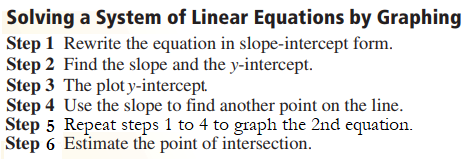 Solving a System of Linear Equations by Graphing
Step 1 Rewrite the equation in slope-intercept form.
Step 2 Find the slope and the y-intercept.
Step 3 The plot y-intercept.
Step 4 Use the slope to find another point on the line.
Step 5 Repeat steps 1 to 4 to graph the 2nd equation.
Step 6 Estimate the point of intersection.